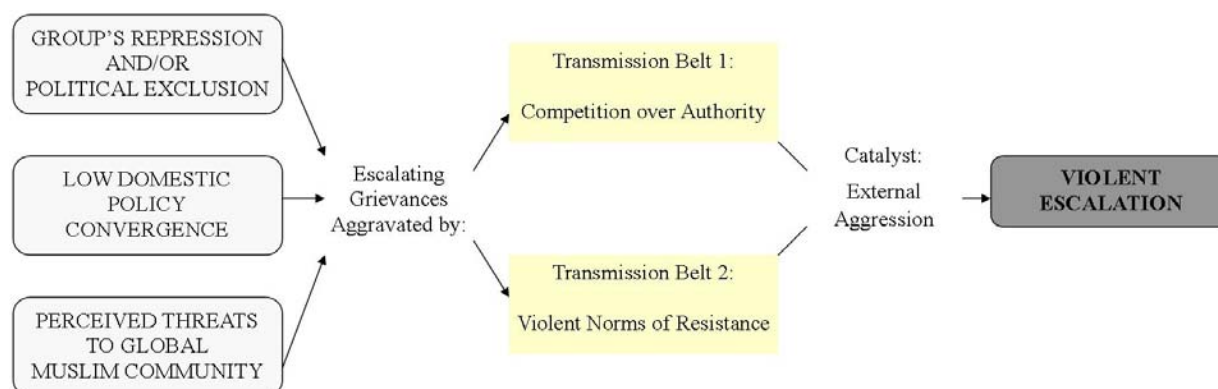 GROUP’S REPRESSION
AND/OR
POLITICAL EXCLUSION
LOW DOMESTIC
POLICY
CONVERGENCE
PERCEIVED THREATS
TO GLOBAL
MUSLIM COMMUNITY
Escalating
Grievances
Aggravated by:
Transmission Belt 1:
Competition over Authority
Transmission Belt 2:
Violent Norms of Resistance
Catalyst:
External
Aggression
VIOLENT
ESCALATION